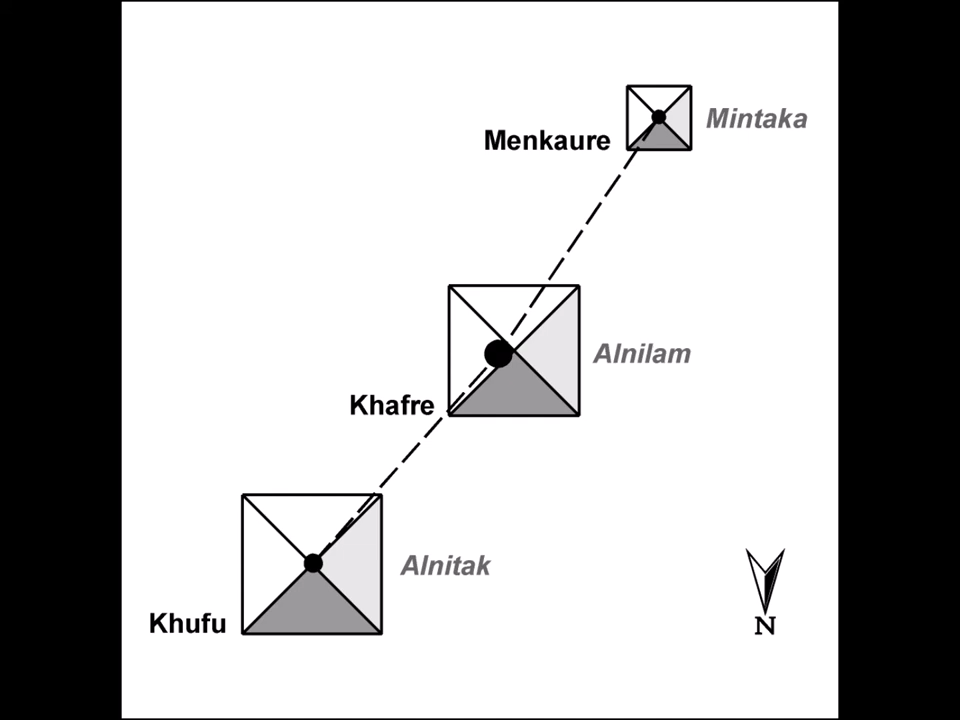 Mintaka
Menkaure
Alnilam
Khafre
Alnitak
Khufu
N